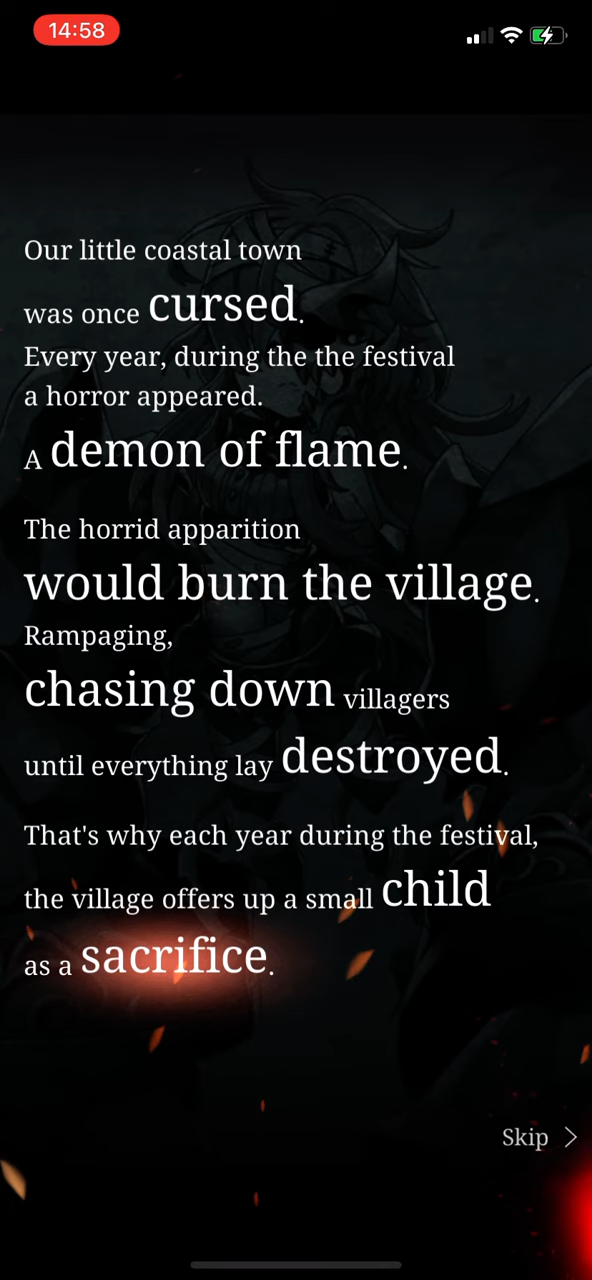 14:58
Our little coastal town
was once cursed.
Every year, during the the festival
a horror appeared.
A demon of flame.
The horrid apparition
would burn the village.
Rampaging,
chasing down villagers
until everything lay destroyed.
That's why each year during the festival,
the village offers up a small child
as a sacrifice.
Skip